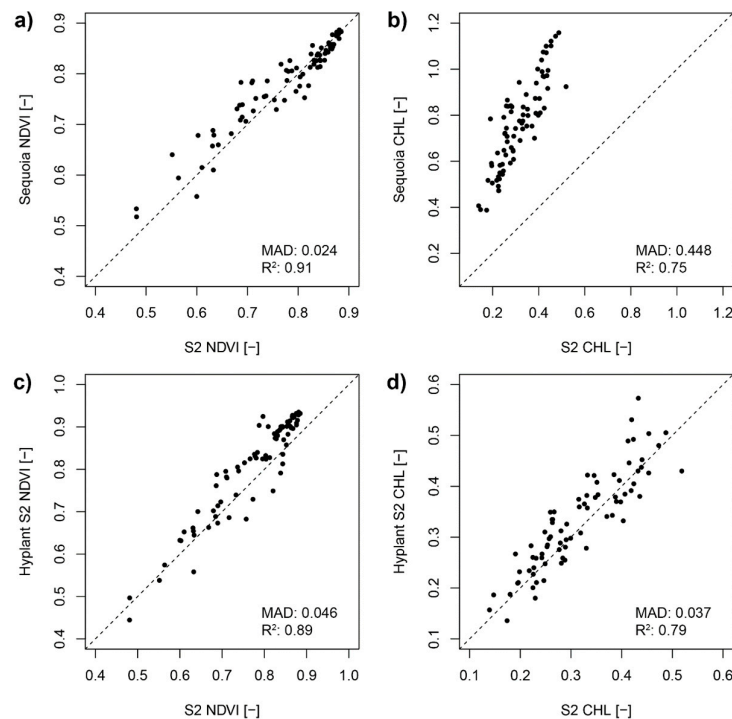 a)
0.9
0.8
0.7
0.6
0.5
0.4
Sequoia NDVI [−]
MAD: 0.024
R²: 0.91
0.4 0.5 0.6 0.7 0.8 0.9
S2 NDVI [−]
b)
1.2
1.0
0.8
0.6
0.4
0.2
Sequoia CHL [−]
MAD: 0.448
R²: 0.75
0.2 0.4 0.6 0.8 1.0 1.2
S2 CHL [−]
c)
1.0
0.9
0.8
0.7
0.6
0.5
0.4
Hyplant S2 NDVI [−]
MAD: 0.046
R²: 0.89
0.4 0.5 0.6 0.7 0.8 0.9 1.0
S2 NDVI [−]
d)
0.6
0.5
0.4
0.3
0.2
0.1
Hyplant S2 CHL [−]
MAD: 0.037
R²: 0.79
0.1 0.2 0.3 0.4 0.5 0.6
S2 CHL [−]